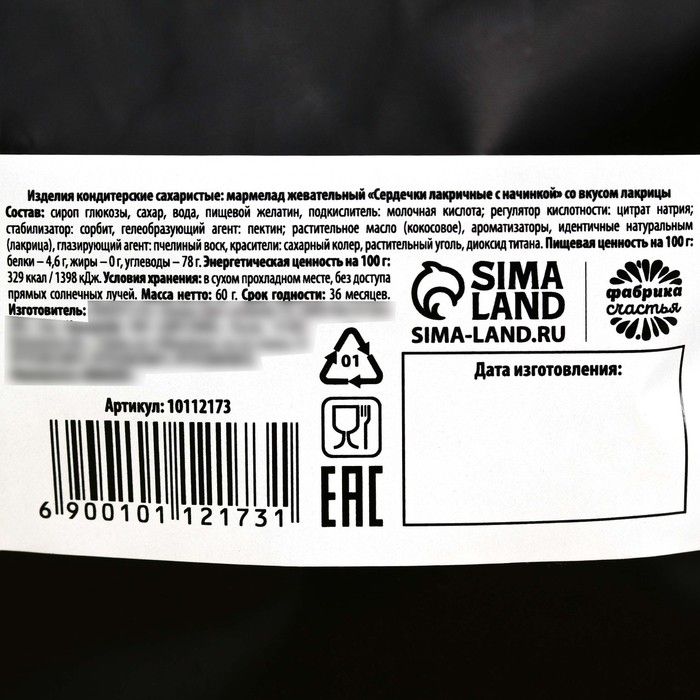 Изделия кондитерские сахаристые: мармелад жевательный «Сердечки лакричные с начинкой» со вкусом лакрицы
Состав: сироп глюкозы, сахар, вода, пищевой желатин, подкислитель: молочная кислота; регулятор кислотности: цитрат натрия;
стабилизатор: сорбит, гелеобразующий агент: пектин; растительное масло (кокосовое), ароматизаторы, идентичные натуральным
(лакрица), глазирующий агент: пчелиный воск, красители: сахарный колер, растительный уголь, диоксид титана. Пищевая ценность на 100 г:
белки – 4,6 г, жиры – 0 г, углеводы – 78 г. Энергетическая ценность на 100 г:
329 ккал / 1398 кДж. Условия хранения: в сухом прохладном месте, без доступа
прямых солнечных лучей. Масса нетто: 60 г. Срок годности: 36 месяцев.
Изготовитель:
SIMA
LAND
SIMA-LAND.RU
фабрика
счастья
01
Дата изготовления:
Артикул: 10112173
6 900101 121731
EAC